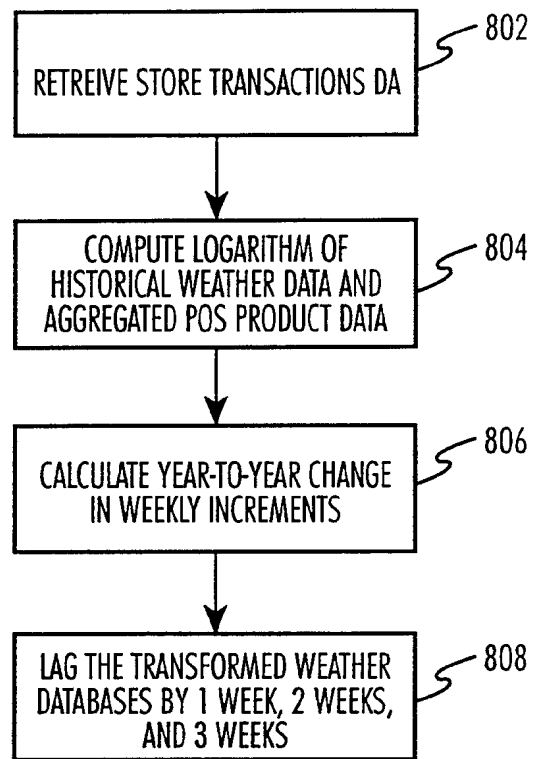 802
RETREIVE STORE TRANSACTIONS DA
804
COMPUTE LOGARITHM OF
HISTORICAL WEATHER DATA AND
AGGREGATED POS PRODUCT DATA
806
CALCULATE YEAR-TO-YEAR CHANGE
IN WEEKLY INCREMENTS
808
LAG THE TRANSFORMED WEATHER
DATABASES BY 1 WEEK, 2 WEEKS,
AND 3 WEEKS